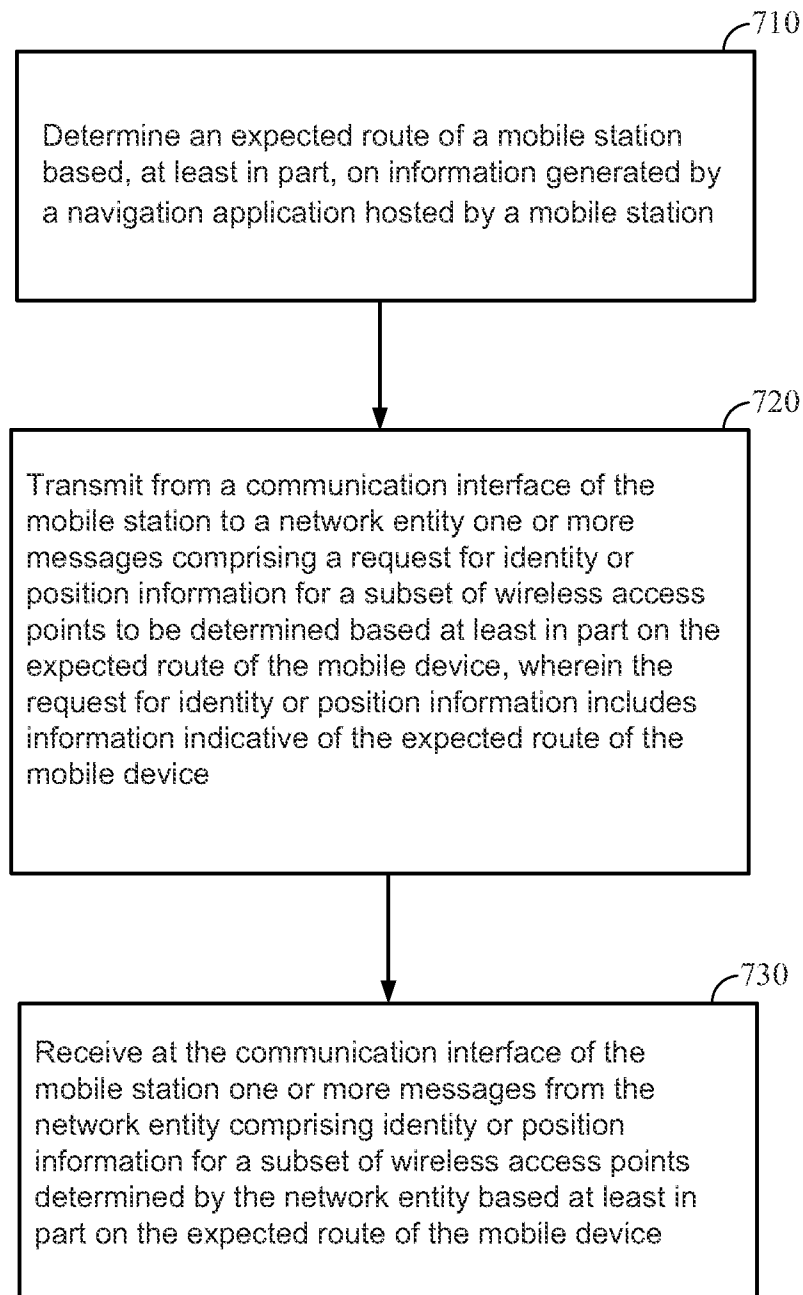 710
Determine an expected route of a mobile station
based, at least in part, on information generated by
a navigation application hosted by a mobile station
720
Transmit from a communication interface of the
mobile station to a network entity one or more
messages comprising a request for identity or
position information for a subset of wireless access
points to be determined based at least in part on the
expected route of the mobile device, wherein the
request for identity or position information includes
information indicative of the expected route of the
mobile device
730
Receive at the communication interface of the
mobile station one or more messages from the
network entity comprising identity or position
information for a subset of wireless access points
determined by the network entity based at least in
part on the expected route of the mobile device